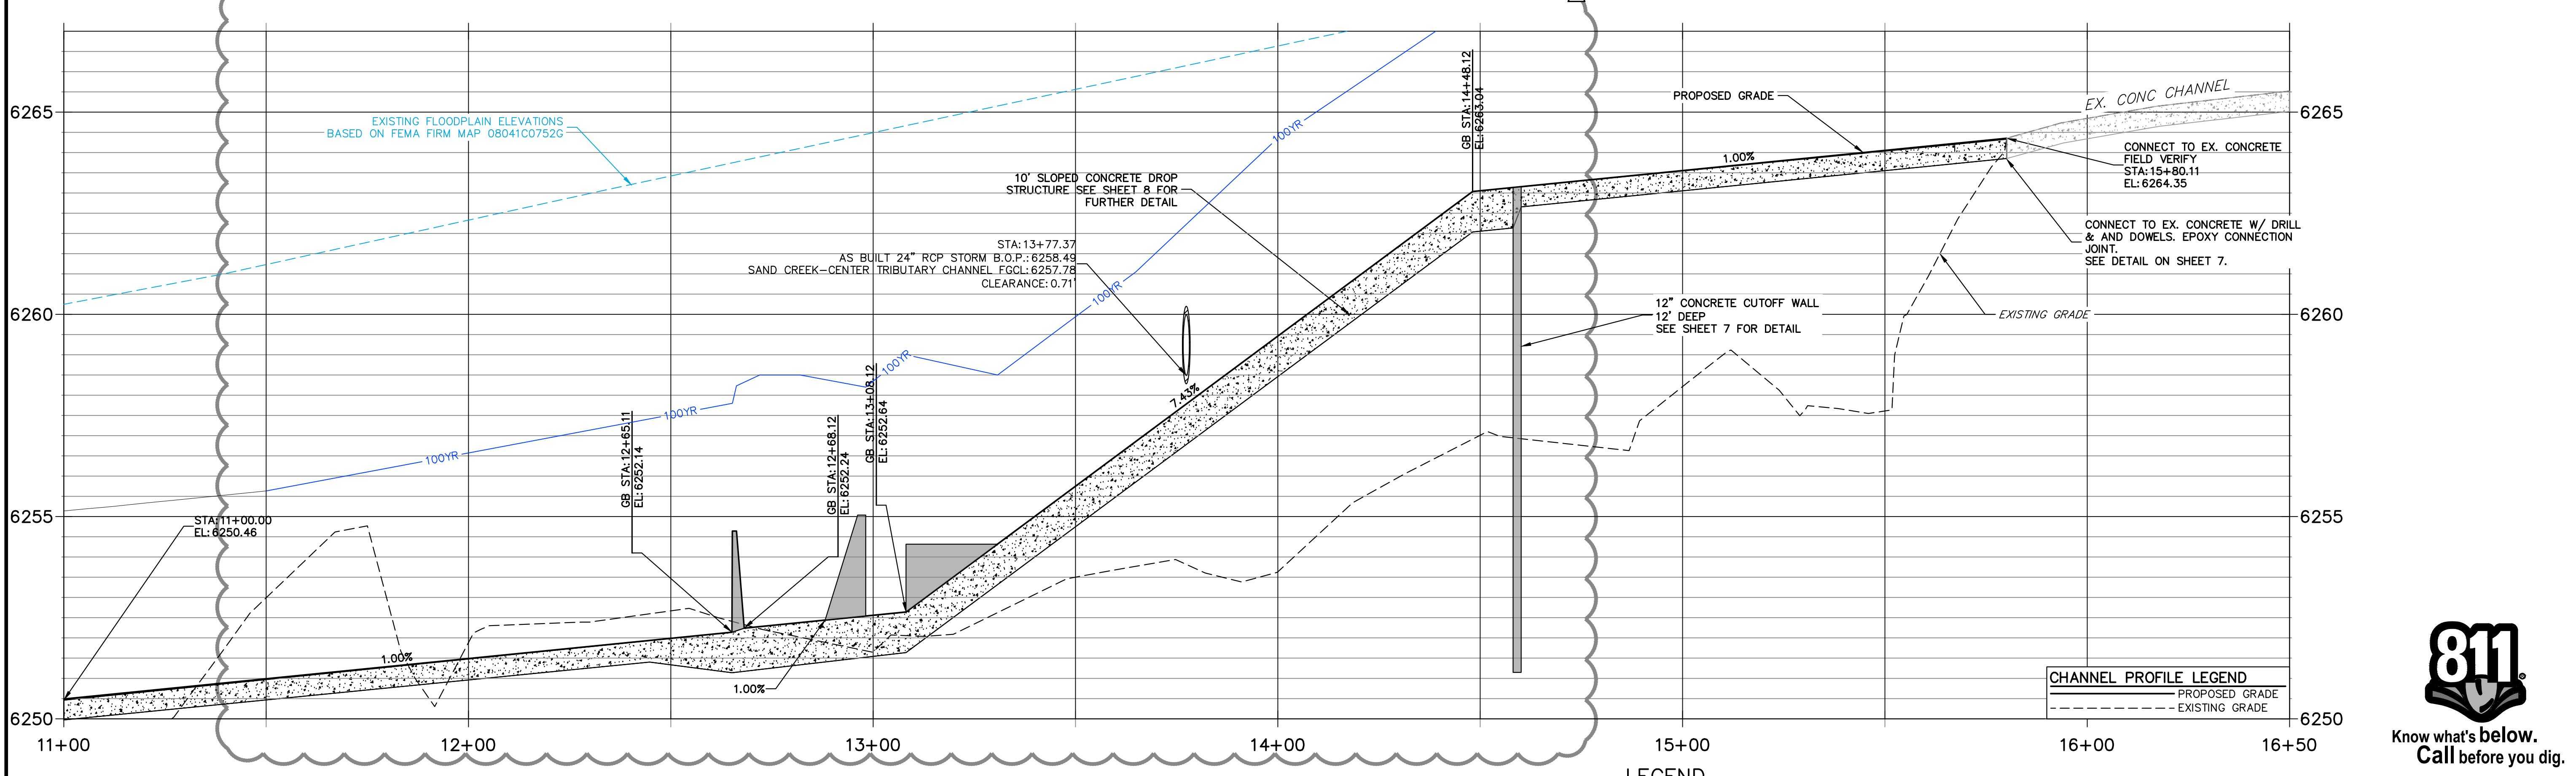 6265
6260
6255
6250
EXISTING FLOODPLAIN ELEVATIONS
BASED ON FEMA FIRM MAP 08041C0752G
100YR
100YR
100YR
100YR
100YR
STA:11+00.00
EL:6250.46
1.00%
GB STA:12+65.11
EL:6252.14
GB STA:12+68.12
EL:6252.24
1.00%
GB STA:13+08.12
EL:6252.64
STA:13+77.37
AS BUILT 24" RCP STORM B.O.P.:6258.49
SAND CREEK-CENTER TRIBUTARY CHANNEL FGCL:6257.78
CLEARANCE:0.71'
10' SLOPED CONCRETE DROP
STRUCTURE SEE SHEET 8 FOR
FURTHER DETAIL
7.43%
GB STA:14+48.12
EL:6263.04
PROPOSED GRADE
1.00%
12" CONCRETE CUTOFF WALL
12' DEEP
SEE SHEET 7 FOR DETAIL
EX. CONC CHANNEL
CONNECT TO EX. CONCRETE
FIELD VERIFY
STA:15+80.11
EL:6264.35
CONNECT TO EX. CONCRETE W/ DRILL
& AND DOWELS. EPOXY CONNECTION
JOINT.
SEE DETAIL ON SHEET 7.
EXISTING GRADE
6265
6260
6255
6250
CHANNEL PROFILE LEGEND
PROPOSED GRADE
EXISTING GRADE
11+00
12+00
13+00
14+00
15+00
16+00
16+50
LEGEND
811
Know what's below.
Call before you dig.